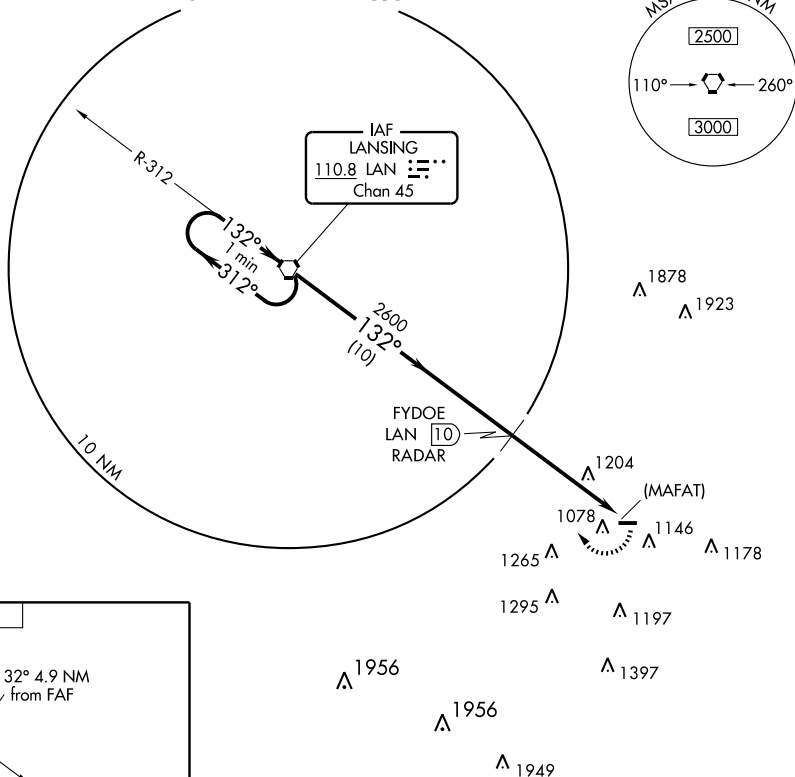 MSA
NM
2500
110°
260°
3000
IAF
LANSING
110.8 LAN
Chan 45
R-312
132°
1 min
312°
1878
1923
2600
132°
(10)
FYDOE
LAN 10
RADAR
10 NM
1204
(MAFAT)
1078
1146
1265
1178
1295
1197
32° 4.9 NM
from FAF
1956
1397
1956
1949